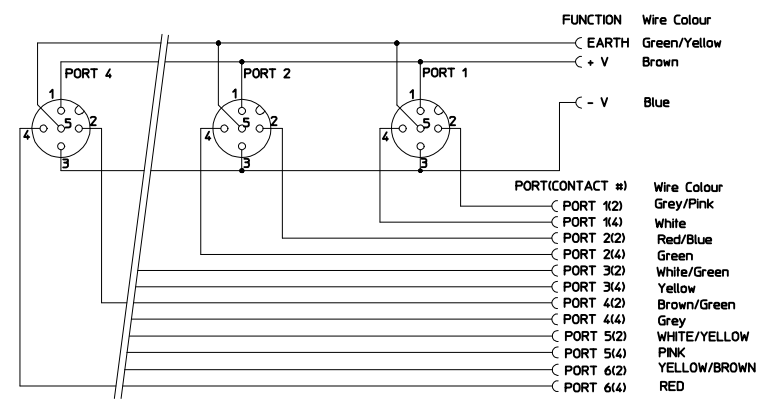 FUNCTION Wire Colour
EARTH Green/Yellow
+ V Brown
PORT 4 PORT 2 PORT 1
1 1 1
- V Blue
4 5 2 4 5 2 4 5 2
3 3 3
PORT(CONTACT #) Wire Colour
PORT 1(2) Grey/Pink
PORT 1(4) White
PORT 2(2) Red/Blue
PORT 2(4) Green
PORT 3(2) White/Green
PORT 3(4) Yellow
PORT 4(2) Brown/Green
PORT 4(4) Grey
PORT 5(2) WHITE/YELLOW
PORT 5(4) PINK
PORT 6(2) YELLOW/BROWN
PORT 6(4) RED